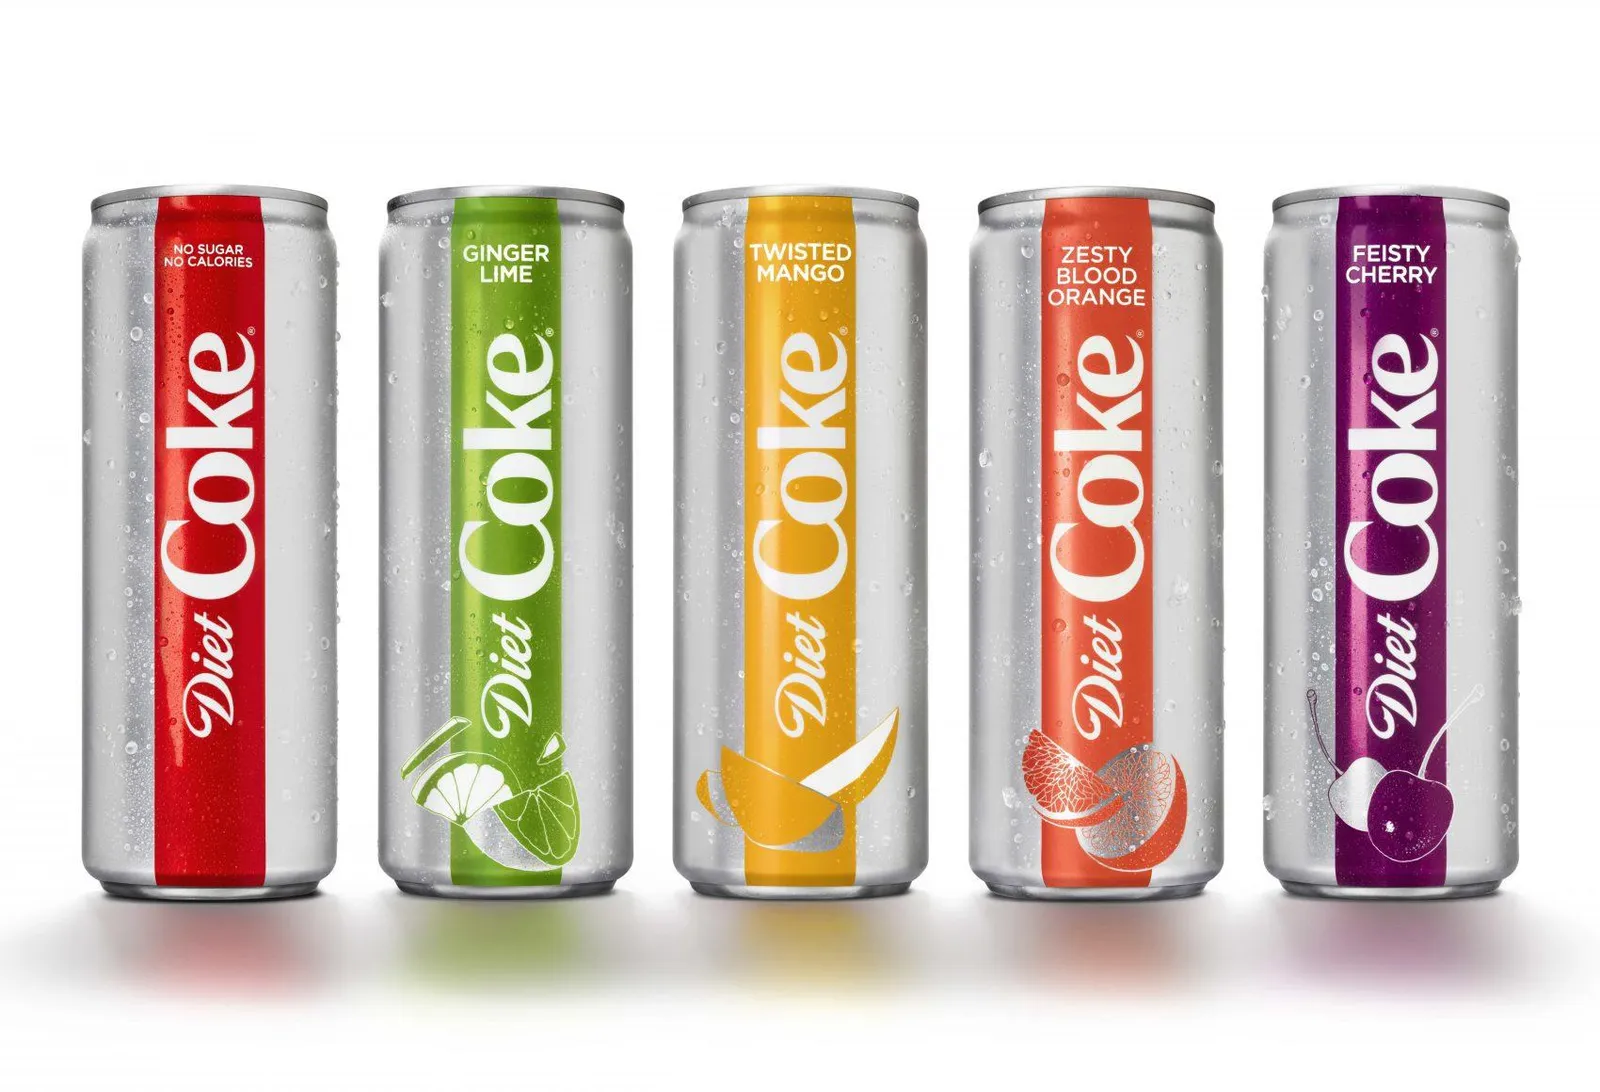 NO SUGAR
NO CALORIES
Diet Coke®
GINGER
LIME
Diet Coke®
TWISTED
MANGO
Diet Coke®
ZESTY
BLOOD
ORANGE
Diet Coke®
FEISTY
CHERRY
Diet Coke®